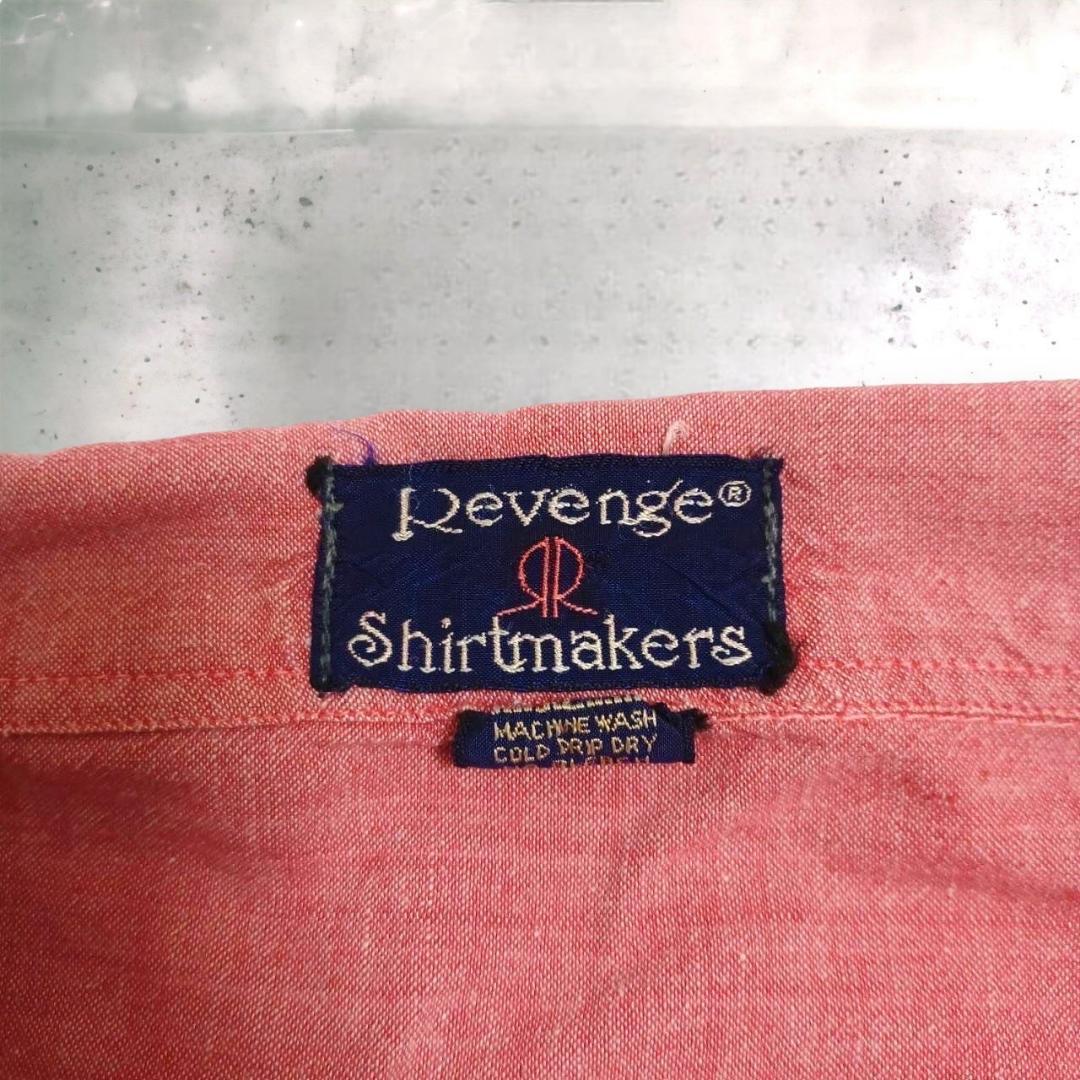 Revenge®
Shirtmakers
MACHINE WASH
COLD DRIP DRY